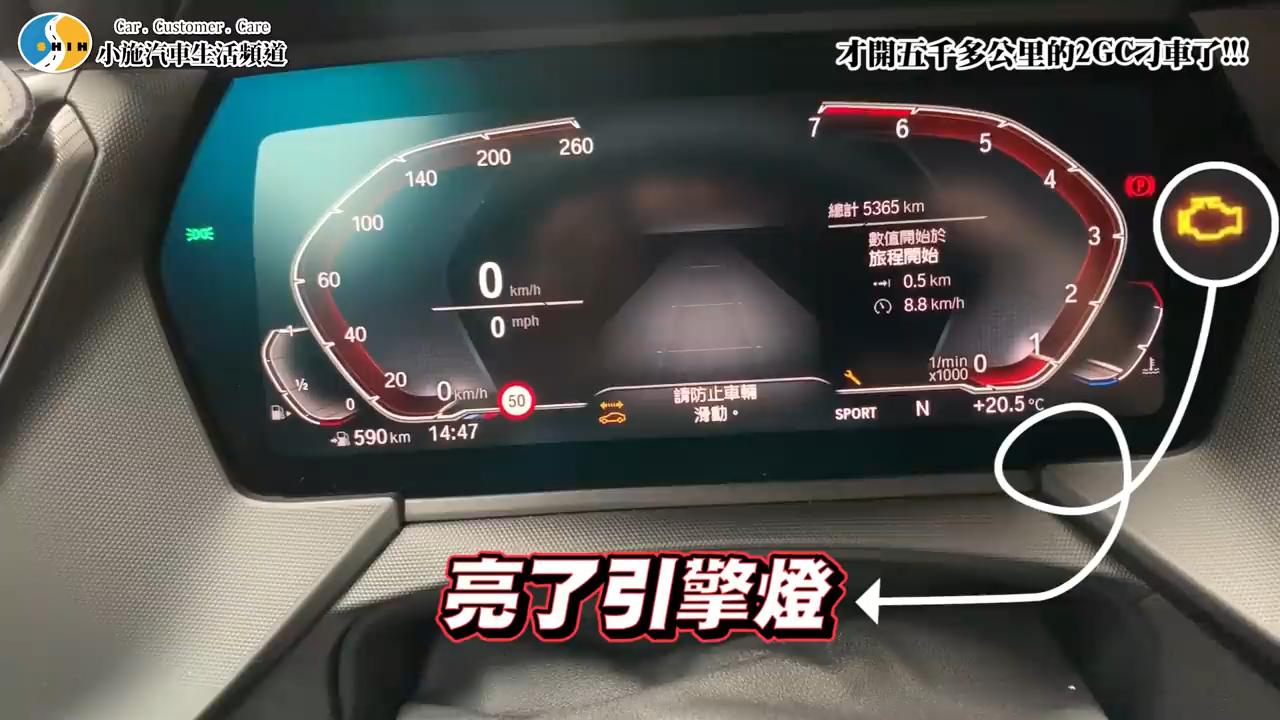 Car. Customer. Care
SHIH
小施汽車生活頻道
才開五千多公里的2GC刁車了!!!
260
200
140
100
60
40
20
0 km/h
0 km/h
0 mph
50
1
½
0
590 km
14:47
請防止車輛
滑動。
7
6
5
4
3
2
1
0
1/min
x1000
總計 5365 km
數值開始於
旅程開始
0.5 km
8.8 km/h
SPORT
N
+20.5°C
P
亮了引擎燈